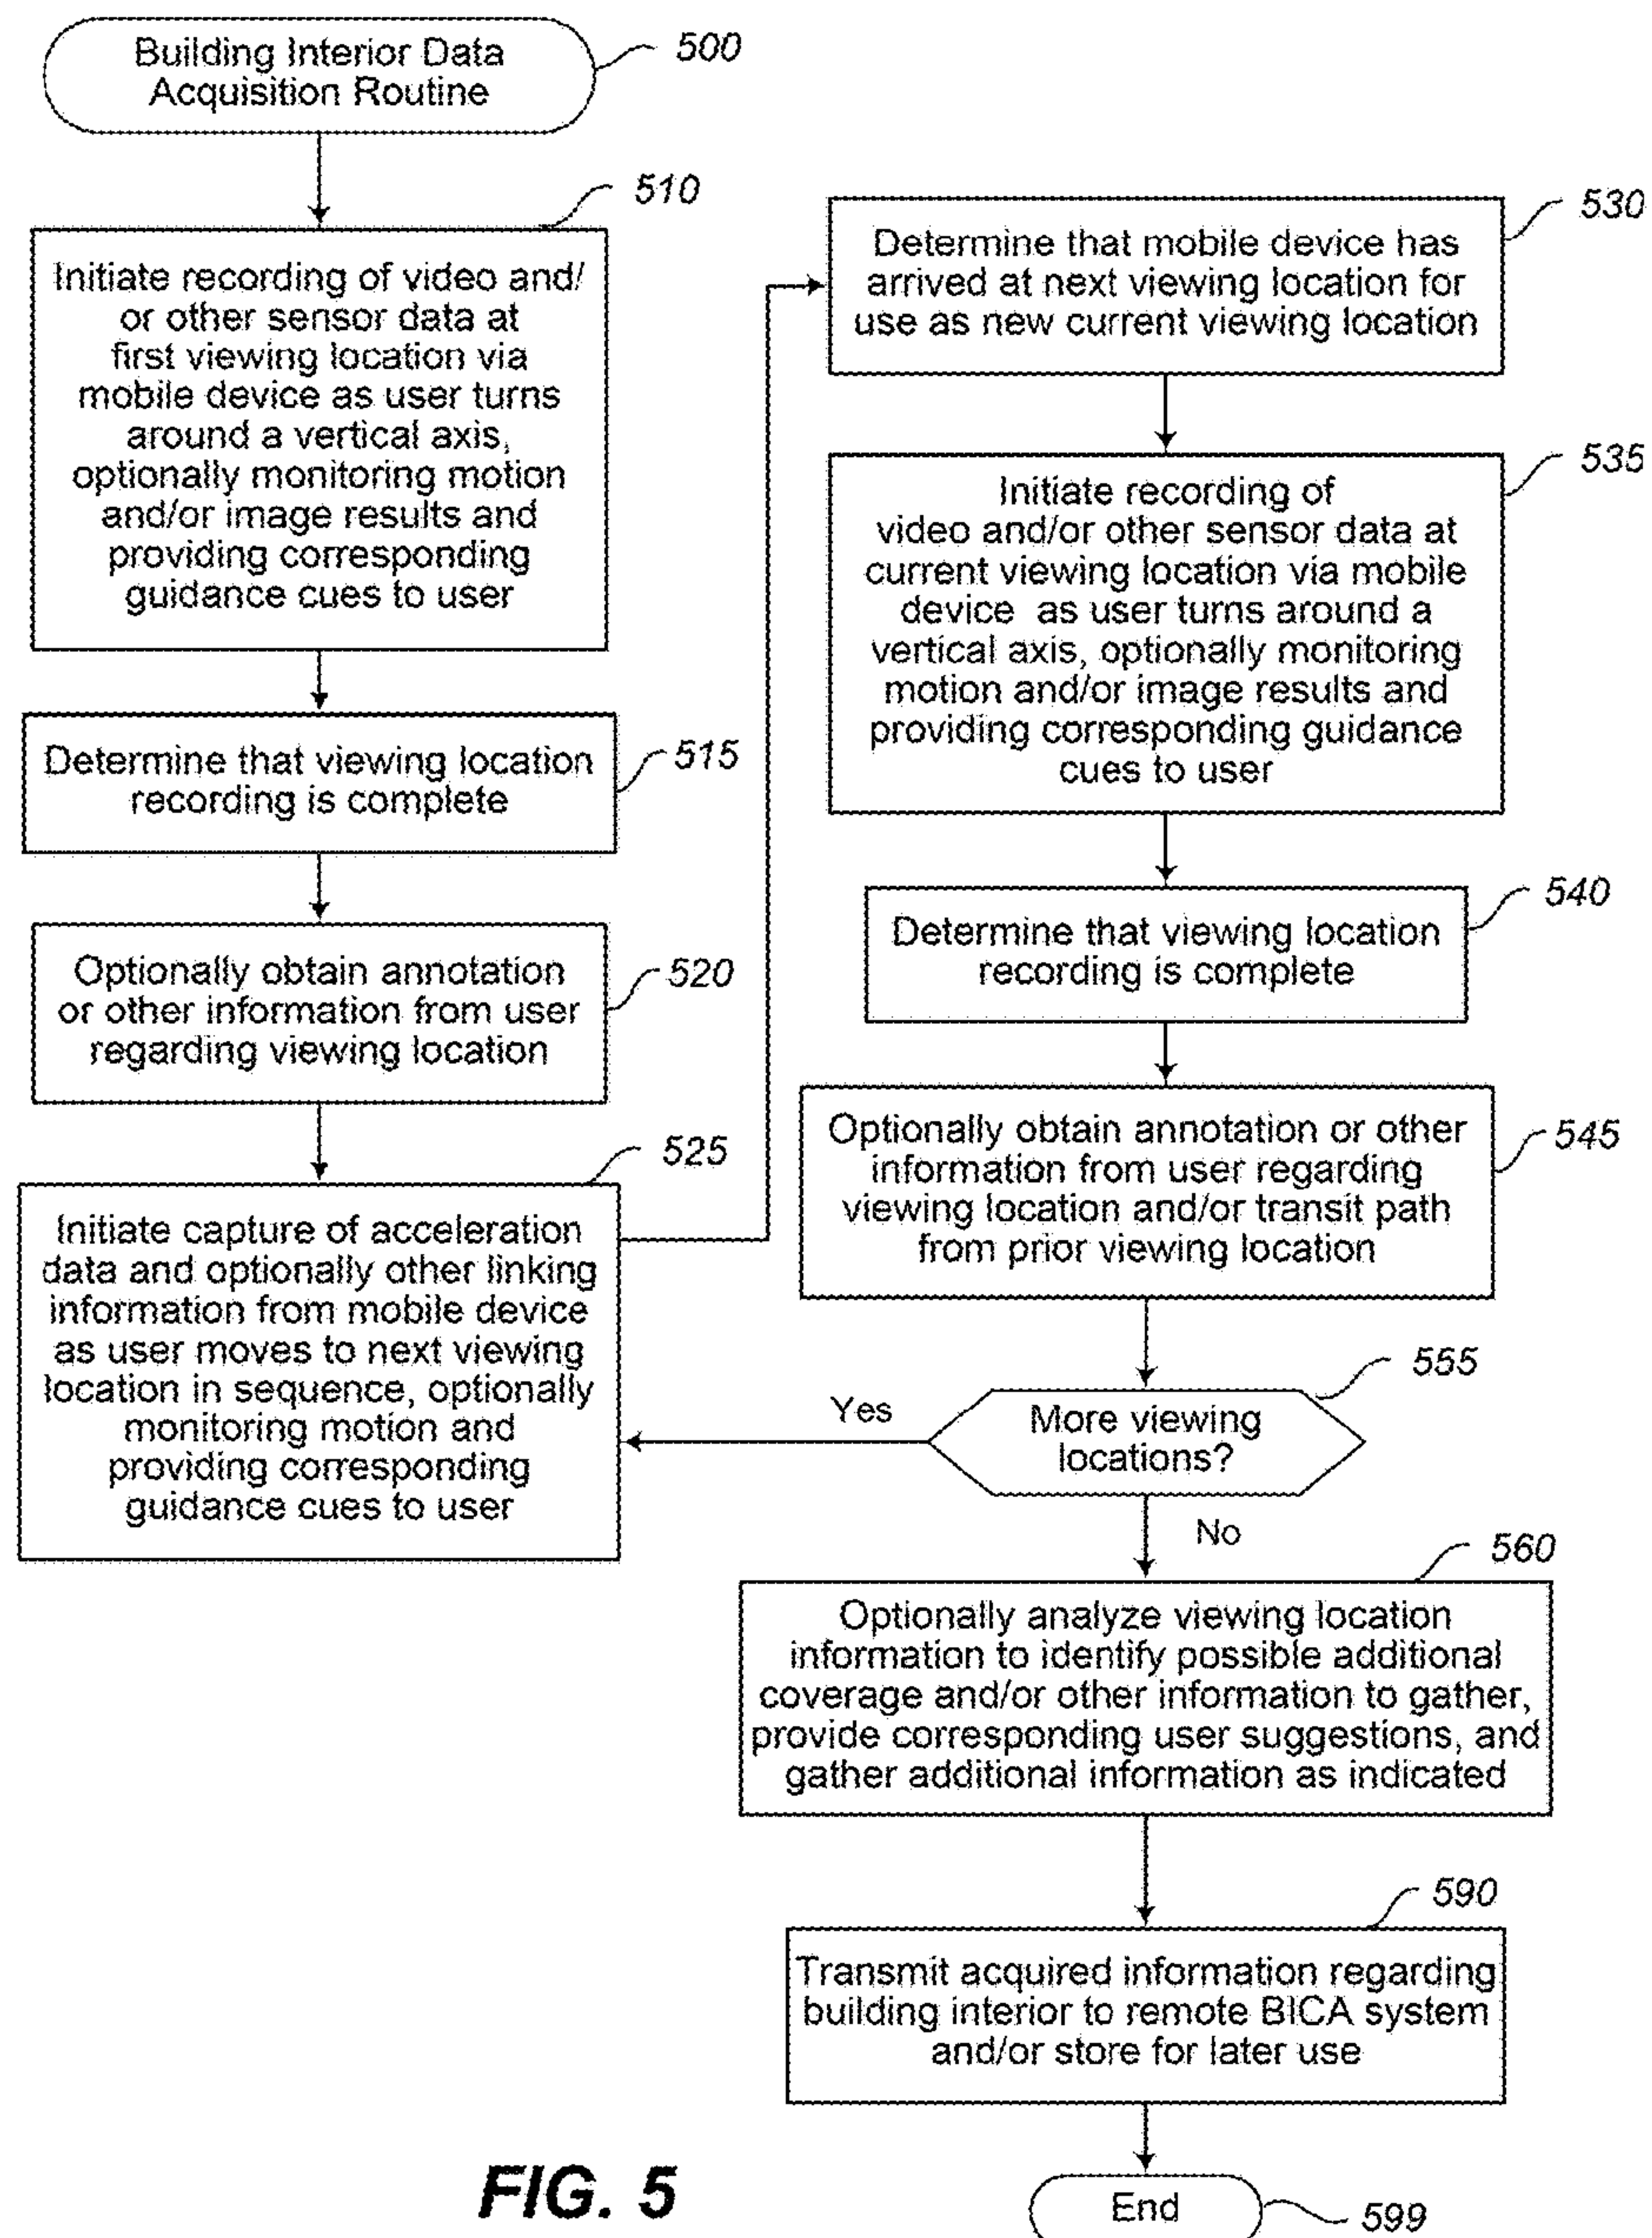 Building Interior Data
Acquisition Routine
500
510
Initiate recording of video and/
or other sensor data at
first viewing location via
mobile device as user turns
around a vertical axis,
optionally monitoring motion
and/or image results and
providing corresponding
guidance cues to user
Determine that viewing location
recording is complete
515
Optionally obtain annotation
or other information from user
regarding viewing location
520
525
Initiate capture of acceleration
data and optionally other linking
information from mobile device
as user moves to next viewing
location in sequence, optionally
monitoring motion and
providing corresponding
guidance cues to user
530
Determine that mobile device has
arrived at next viewing location for
use as new current viewing location
535
Initiate recording of
video and/or other sensor data at
current viewing location via mobile
device as user turns around a
vertical axis, optionally monitoring
motion and/or image results and
providing corresponding guidance
cues to user
540
Determine that viewing location
recording is complete
Optionally obtain annotation or other
information from user regarding
viewing location and/or transit path
from prior viewing location
545
555
More viewing
locations?
Yes
No
560
Optionally analyze viewing location
information to identify possible additional
coverage and/or other information to gather,
provide corresponding user suggestions, and
gather additional information as indicated
590
Transmit acquired information regarding
building interior to remote BICA system
and/or store for later use
End
599
FIG. 5